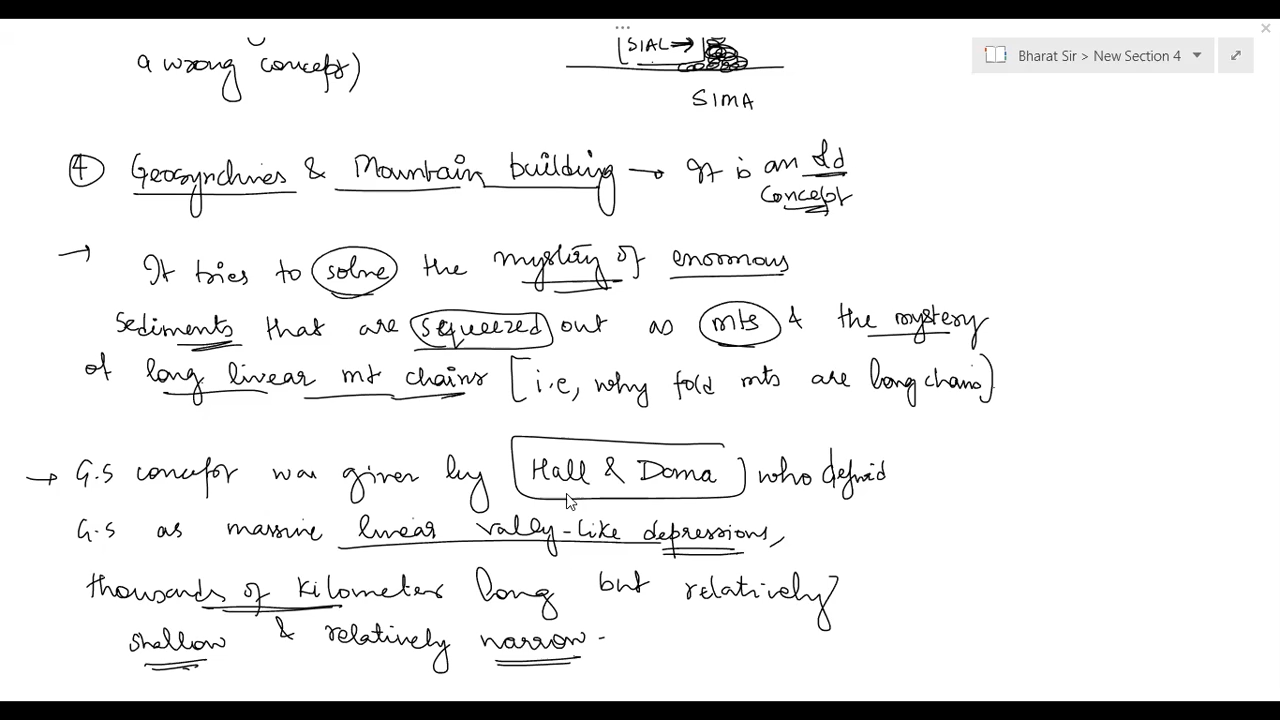 a wrong concept)
SIAL →
SIMA
Bharat Sir > New Section 4
④ Geosynclines & Mountain building → It is an old
concept
→ It tries to solve the mystery of enormous
sediments that are squeezed out as mts & the mystery
of long linear mt chains [i.e, why fold mts are long chains)
→ G.S concept was given by Hall & Dana who defined
G.S as massive linear valley-like depressions,
thousands of kilometer long but relatively
shallow & relatively narrow -